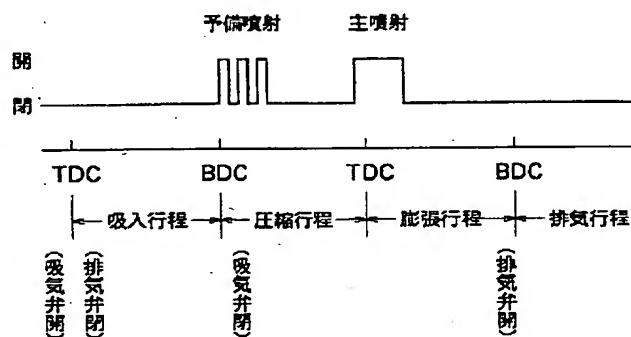 予備噴射 主噴射
開
閉
TDC BDC TDC BDC
吸入行程 圧縮行程 膨張行程 排気行程
(吸気弁開)
(排気弁閉)
(吸気弁閉)
(排気弁開)